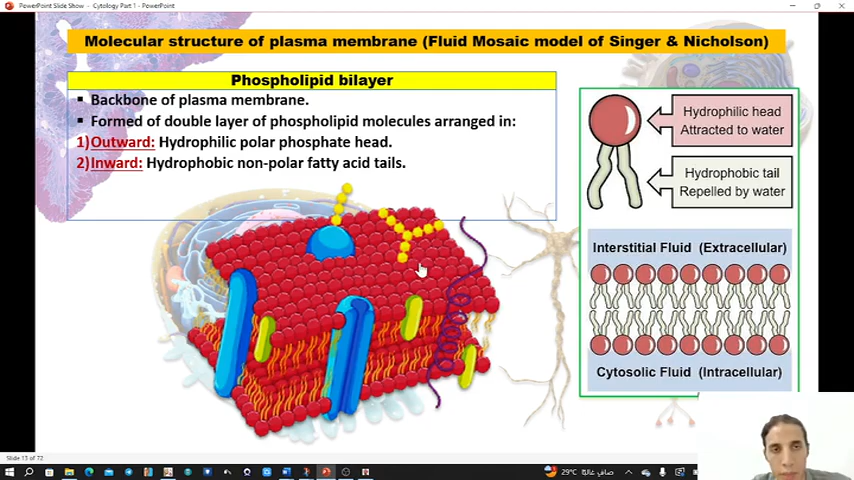 PowerPoint Slide Show - Cytology Part 1 - PowerPoint
Molecular structure of plasma membrane (Fluid Mosaic model of Singer & Nicholson)
Phospholipid bilayer
▪ Backbone of plasma membrane.
▪ Formed of double layer of phospholipid molecules arranged in:
1)Outward: Hydrophilic polar phosphate head.
2)Inward: Hydrophobic non-polar fatty acid tails.
Hydrophilic head
Attracted to water
Hydrophobic tail
Repelled by water
Interstitial Fluid (Extracellular)
Cytosolic Fluid (Intracellular)
Slide 13 of 72
29°C صافي غالبًا